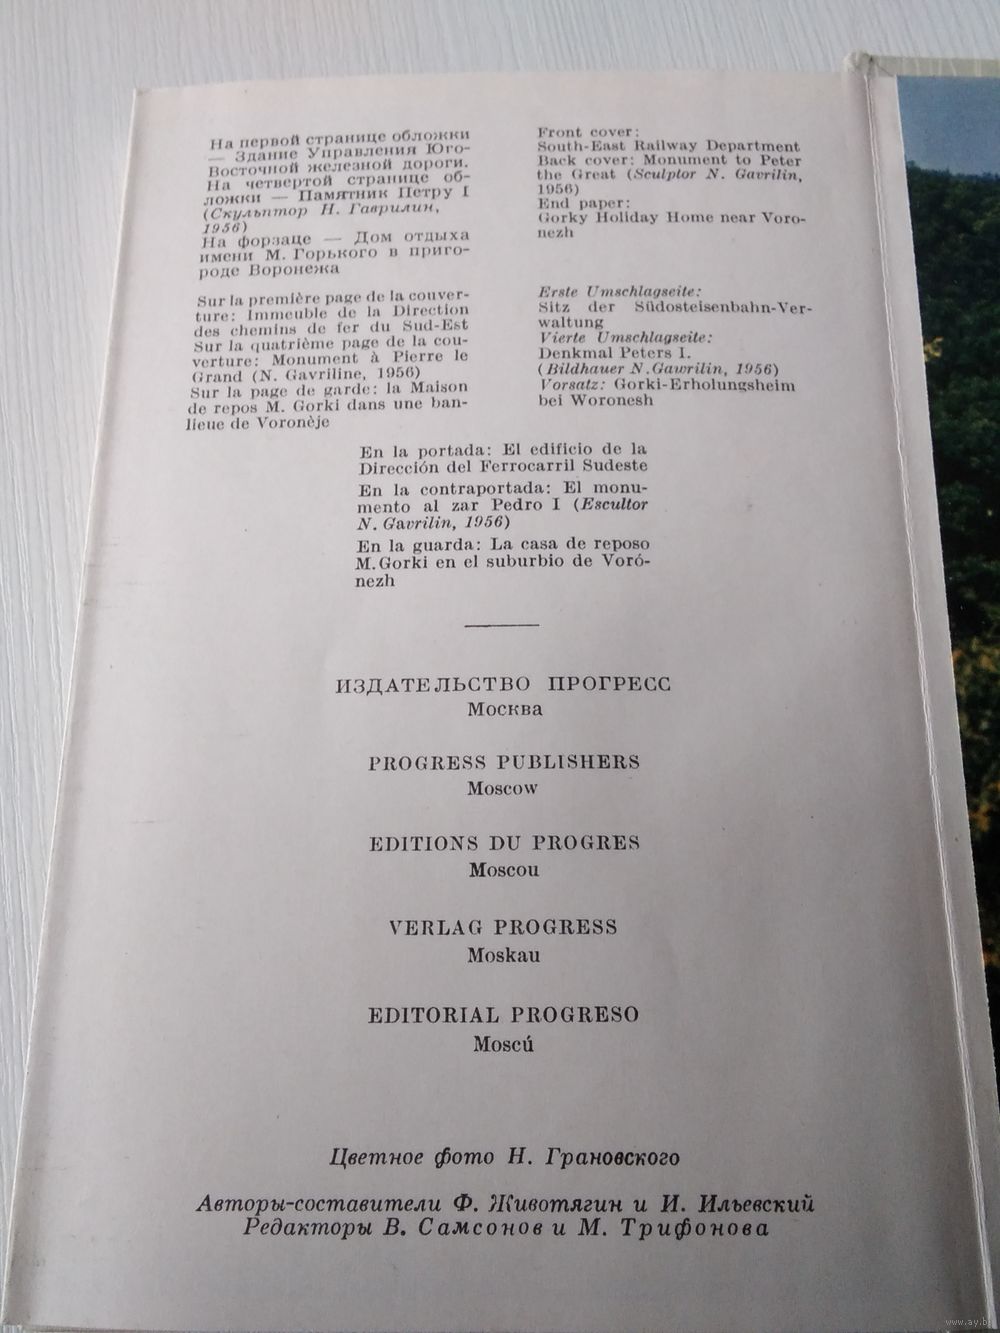 На первой странице обложки
— Здание Управления Юго-
Восточной железной дороги.
На четвертой странице об-
ложки — Памятник Петру I
(Скульптор Н. Гаврилин,
1956)
На форзаце — Дом отдыха
имени М. Горького в приго-
роде Воронежа
Front cover:
South-East Railway Department
Back cover: Monument to Peter
the Great (Sculptor N. Gavrilin,
1956)
End paper:
Gorky Holiday Home near Voro-
nezh
Sur la première page de la couver-
ture: Immeuble de la Direction
des chemins de fer du Sud-Est
Sur la quatrième page de la cou-
verture: Monument à Pierre le
Grand (N. Gavriline, 1956)
Sur la page de garde: la Maison
de repos M. Gorki dans une ban-
lieue de Voronèje
Erste Umschlagseite:
Sitz der Südosteisenbahn-Ver-
waltung
Vierte Umschlagseite:
Denkmal Peters I.
(Bildhauer N. Gawrilin, 1956)
Vorsatz: Gorki-Erholungsheim
bei Woronesh
En la portada: El edificio de la
Dirección del Ferrocarril Sudeste
En la contraportada: El monu-
mento al zar Pedro I (Escultor
N. Gavrilin, 1956)
En la guarda: La casa de reposo
M. Gorki en el suburbio de Voró-
nezh
ИЗДАТЕЛЬСТВО ПРОГРЕСС
Москва
PROGRESS PUBLISHERS
Moscow
EDITIONS DU PROGRES
Moscou
VERLAG PROGRESS
Moskau
EDITORIAL PROGRESO
Moscú
Цветное фото Н. Грановского
Авторы-составители Ф. Животягин и И. Ильевский
Редакторы В. Самсонов и М. Трифонова
www.ay.by